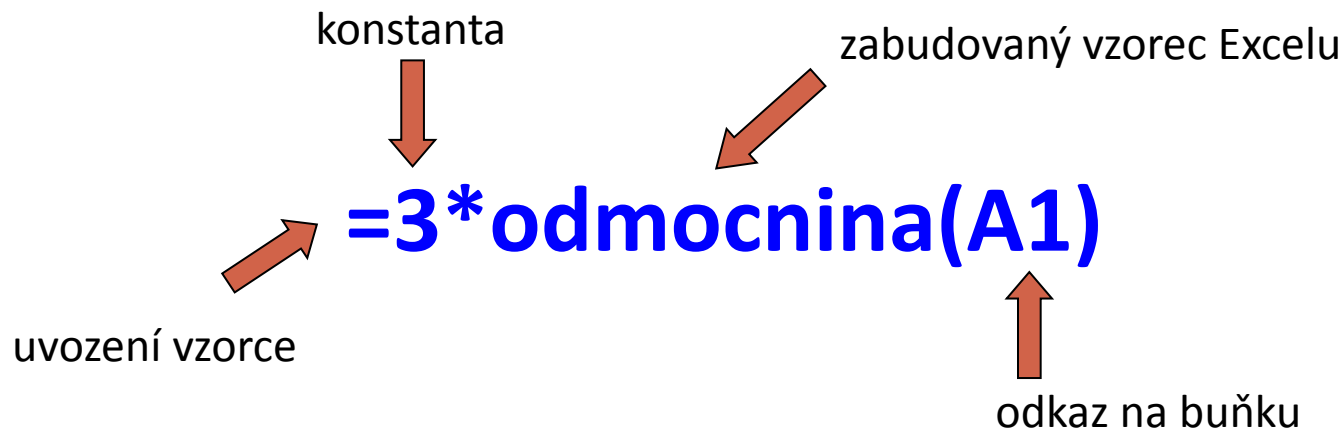 konstanta
zabudovaný vzorec Excelu
=3*odmocnina(A1)
uvození vzorce
odkaz na buňku